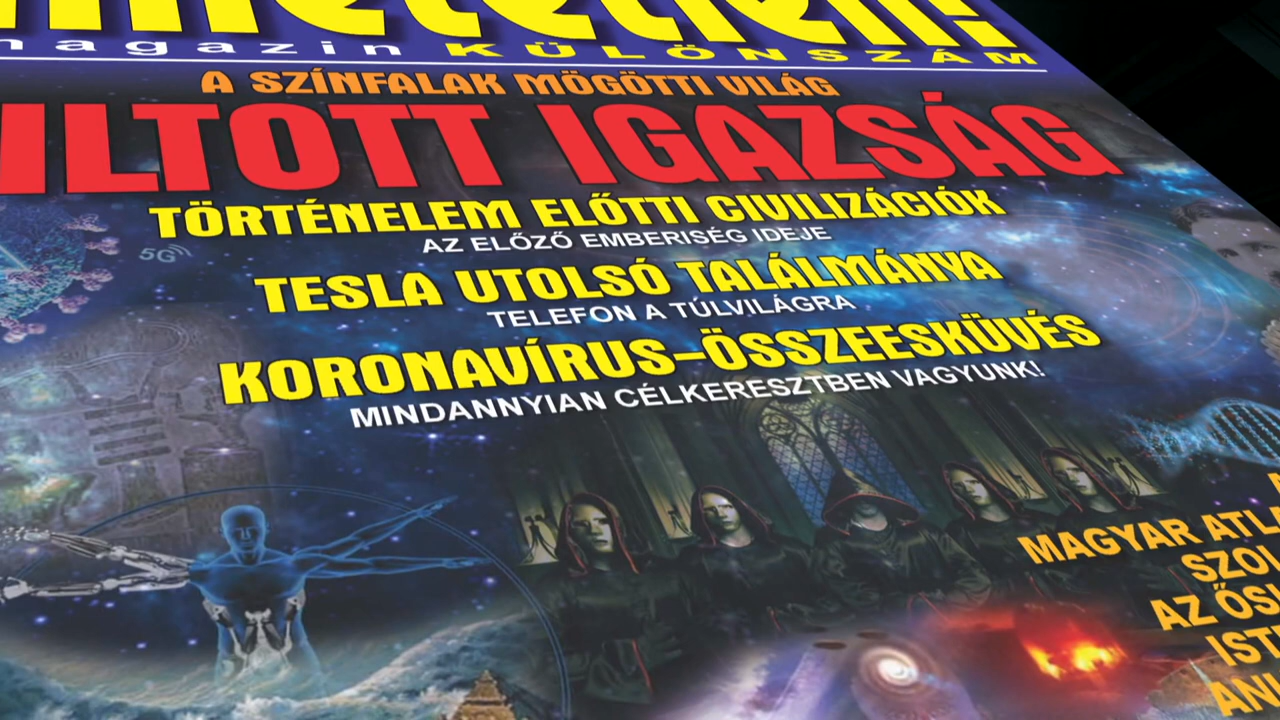 magazin KÜLÖNSZÁM
A SZÍNFALAK MÖGÖTTI VILÁG
IGAZSÁG
TÖRTÉNELEM ELŐTTI CIVILIZÁCIÓK
AZ ELŐZŐ EMBERISÉG IDEJE
5G
TESLA UTOLSÓ TALÁLMÁNYA
TELEFON A TÚLVILÁGRA
KORONAVÍRUS-ÖSSZEESKÜVÉS
MINDANNYIAN CÉLKERESZTBEN VAGYUNK!
MAGYAR
AZ